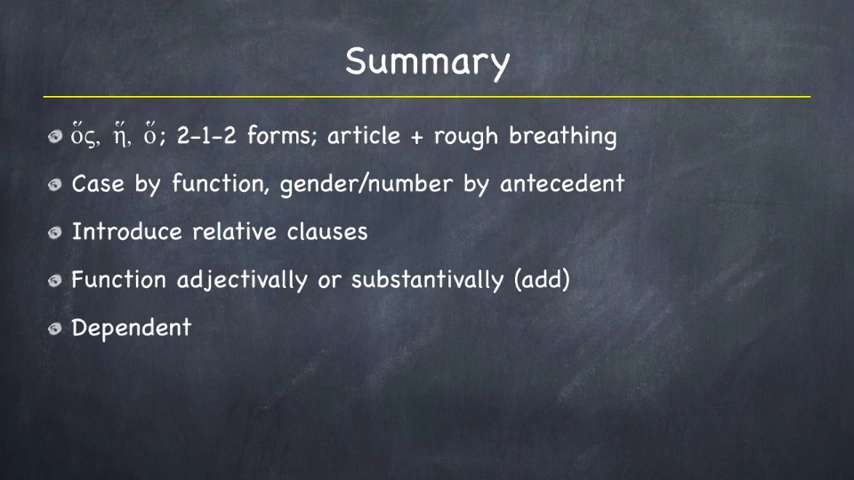 Summary
ὅς, ἥ, ὅ; 2-1-2 forms; article + rough breathing
Case by function, gender/number by antecedent
Introduce relative clauses
Function adjectivally or substantivally (add)
Dependent